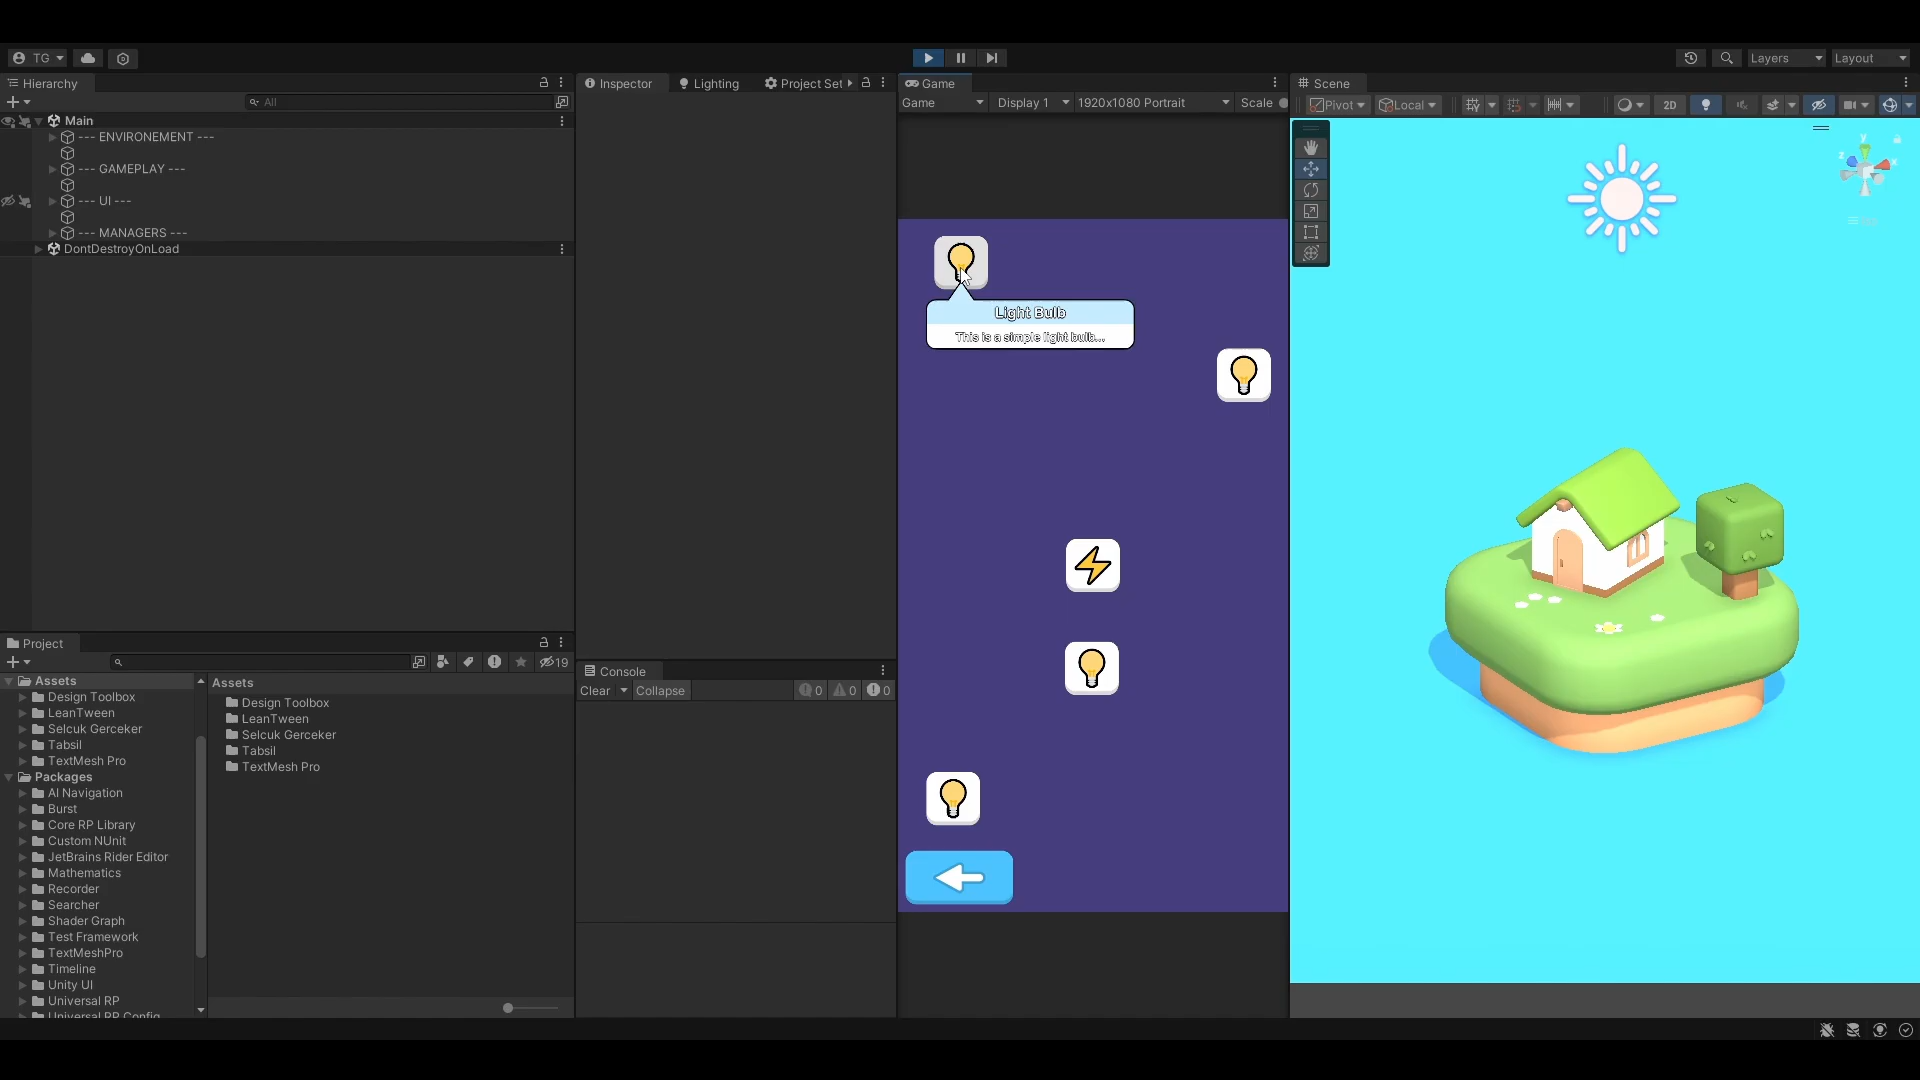 TG
Layers
Layout
Hierarchy
All
Main
--- ENVIRONEMENT ---
--- GAMEPLAY ---
--- UI ---
--- MANAGERS ---
DontDestroyOnLoad
Inspector
Lighting
Project Set
Game
Game
Display 1
1920x1080 Portrait
Scale
Light Bulb
This is a simple light bulb...
Scene
Pivot
Local
2D
y
z
x
Project
19
Assets
Design Toolbox
LeanTween
Selcuk Gerceker
Tabsil
TextMesh Pro
Packages
AI Navigation
Burst
Core RP Library
Custom NUnit
JetBrains Rider Editor
Mathematics
Recorder
Searcher
Shader Graph
Test Framework
TextMeshPro
Timeline
Unity UI
Universal RP
Universal RP Config
Assets
Design Toolbox
LeanTween
Selcuk Gerceker
Tabsil
TextMesh Pro
Console
Clear
Collapse
0
0
0